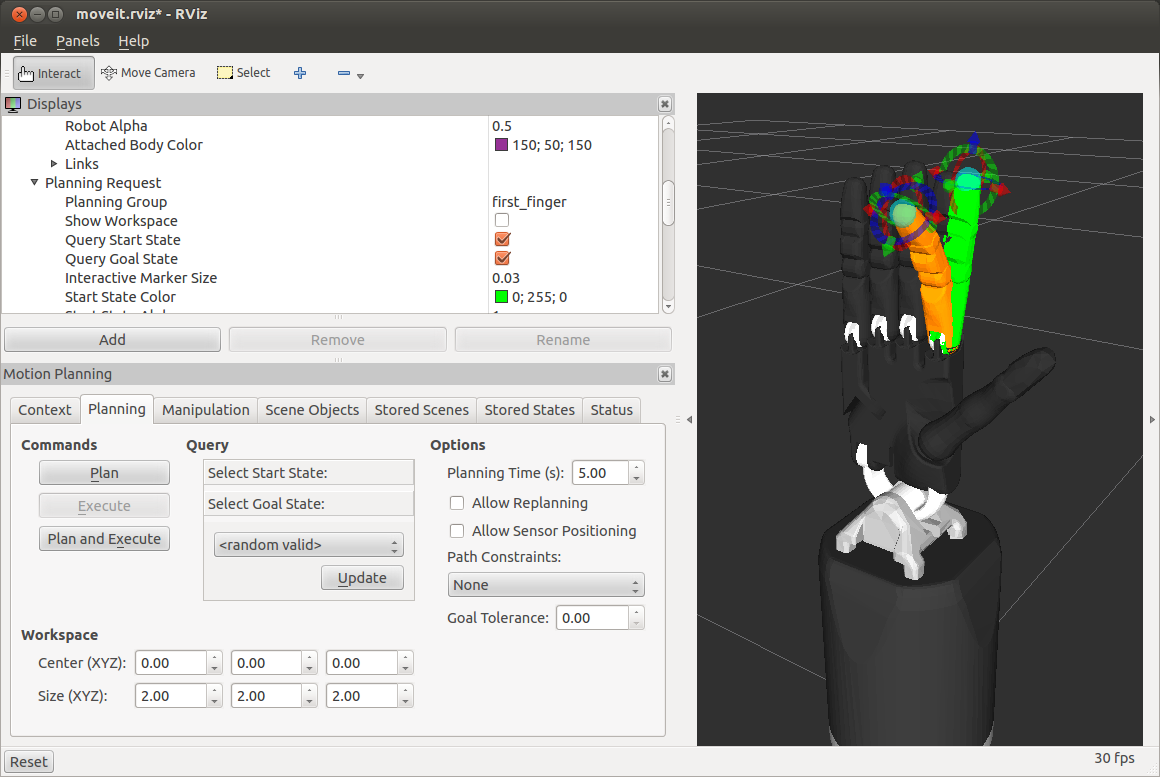 moveit.rviz* - RViz
File Panels Help
Interact Move Camera Select
Displays
Robot Alpha 0.5
Attached Body Color 150; 50; 150
Links
Planning Request
Planning Group first_finger
Show Workspace
Query Start State
Query Goal State
Interactive Marker Size 0.03
Start State Color 0; 255; 0
Add Remove Rename
Motion Planning
Context Planning Manipulation Scene Objects Stored Scenes Stored States Status
Commands Query Options
Plan Select Start State: Planning Time (s): 5.00
Execute Select Goal State: Allow Replanning
Plan and Execute <random valid> Allow Sensor Positioning
Path Constraints:
Update None
Goal Tolerance: 0.00
Workspace
Center (XYZ): 0.00 0.00 0.00
Size (XYZ): 2.00 2.00 2.00
Reset 30 fps